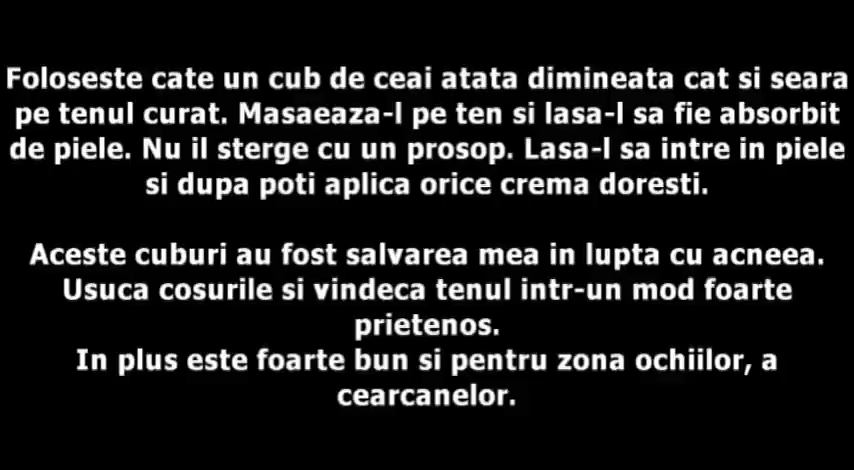 Foloseste cate un cub de ceai atata dimineata cat si seara
pe tenul curat. Masaeaza-l pe ten si lasa-l sa fie absorbit
de piele. Nu il sterge cu un prosop. Lasa-l sa intre in piele
si dupa poti aplica orice crema doresti.
Aceste cuburi au fost salvarea mea in lupta cu acneea.
Usuca cosurile si vindeca tenul intr-un mod foarte
prietenos.
In plus este foarte bun si pentru zona ochiilor, a
cearcanelor.